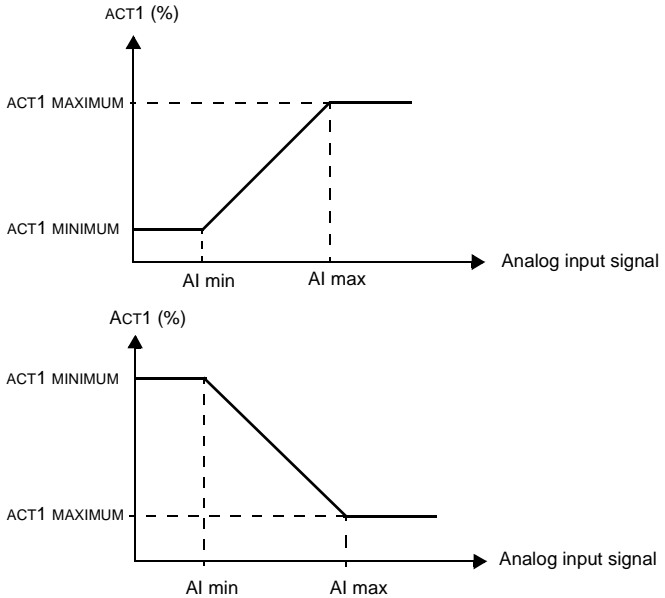 ACT1 (%)
ACT1 MAXIMUM
ACT1 MINIMUM
Analog input signal
AI min AI max
ACT1 (%)
ACT1 MINIMUM
ACT1 MAXIMUM
Analog input signal
AI min AI max